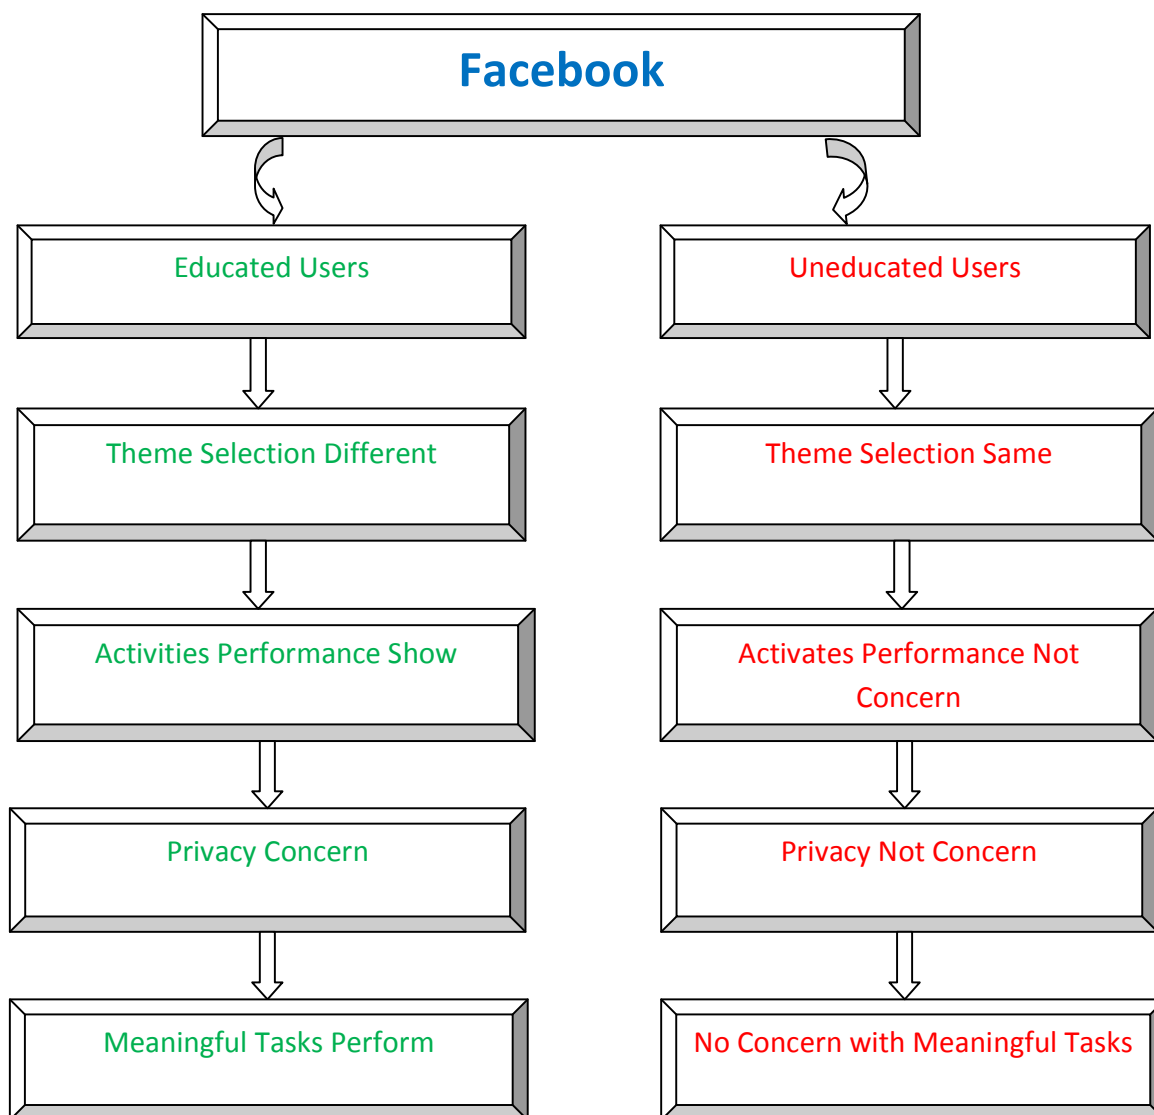 Facebook
Educated Users
Uneducated Users
Theme Selection Different
Theme Selection Same
Activities Performance Show
Activates Performance Not
Concern
Privacy Concern
Privacy Not Concern
Meaningful Tasks Perform
No Concern with Meaningful Tasks